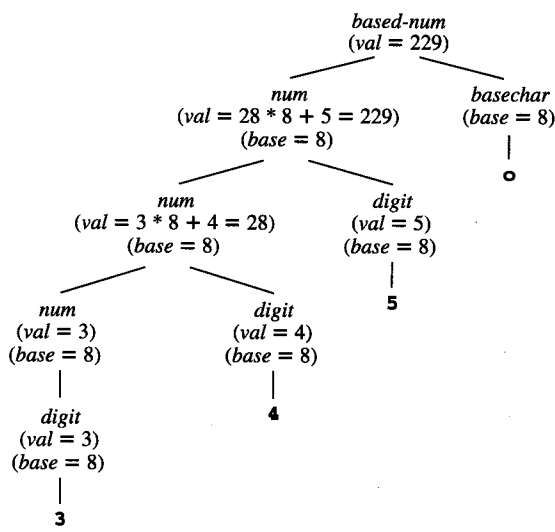 based-num
(val = 229)
num
(val = 28 * 8 + 5 = 229)
(base = 8)
basechar
(base = 8)
o
num
(val = 3 * 8 + 4 = 28)
(base = 8)
digit
(val = 5)
(base = 8)
5
num
(val = 3)
(base = 8)
digit
(val = 4)
(base = 8)
4
digit
(val = 3)
(base = 8)
3